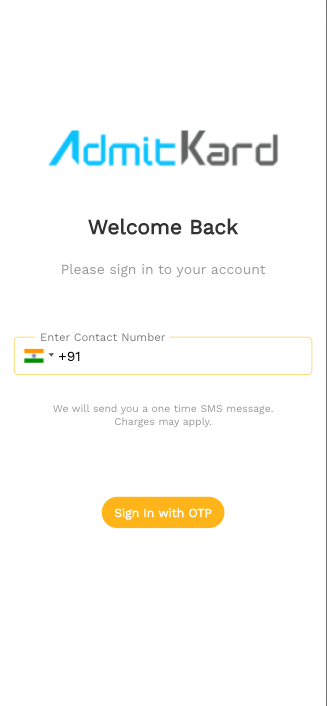 AdmitKard
Welcome Back
Please sign in to your account
Enter Contact Number
+91
We will send you a one time SMS message.
Charges may apply.
Sign In with OTP